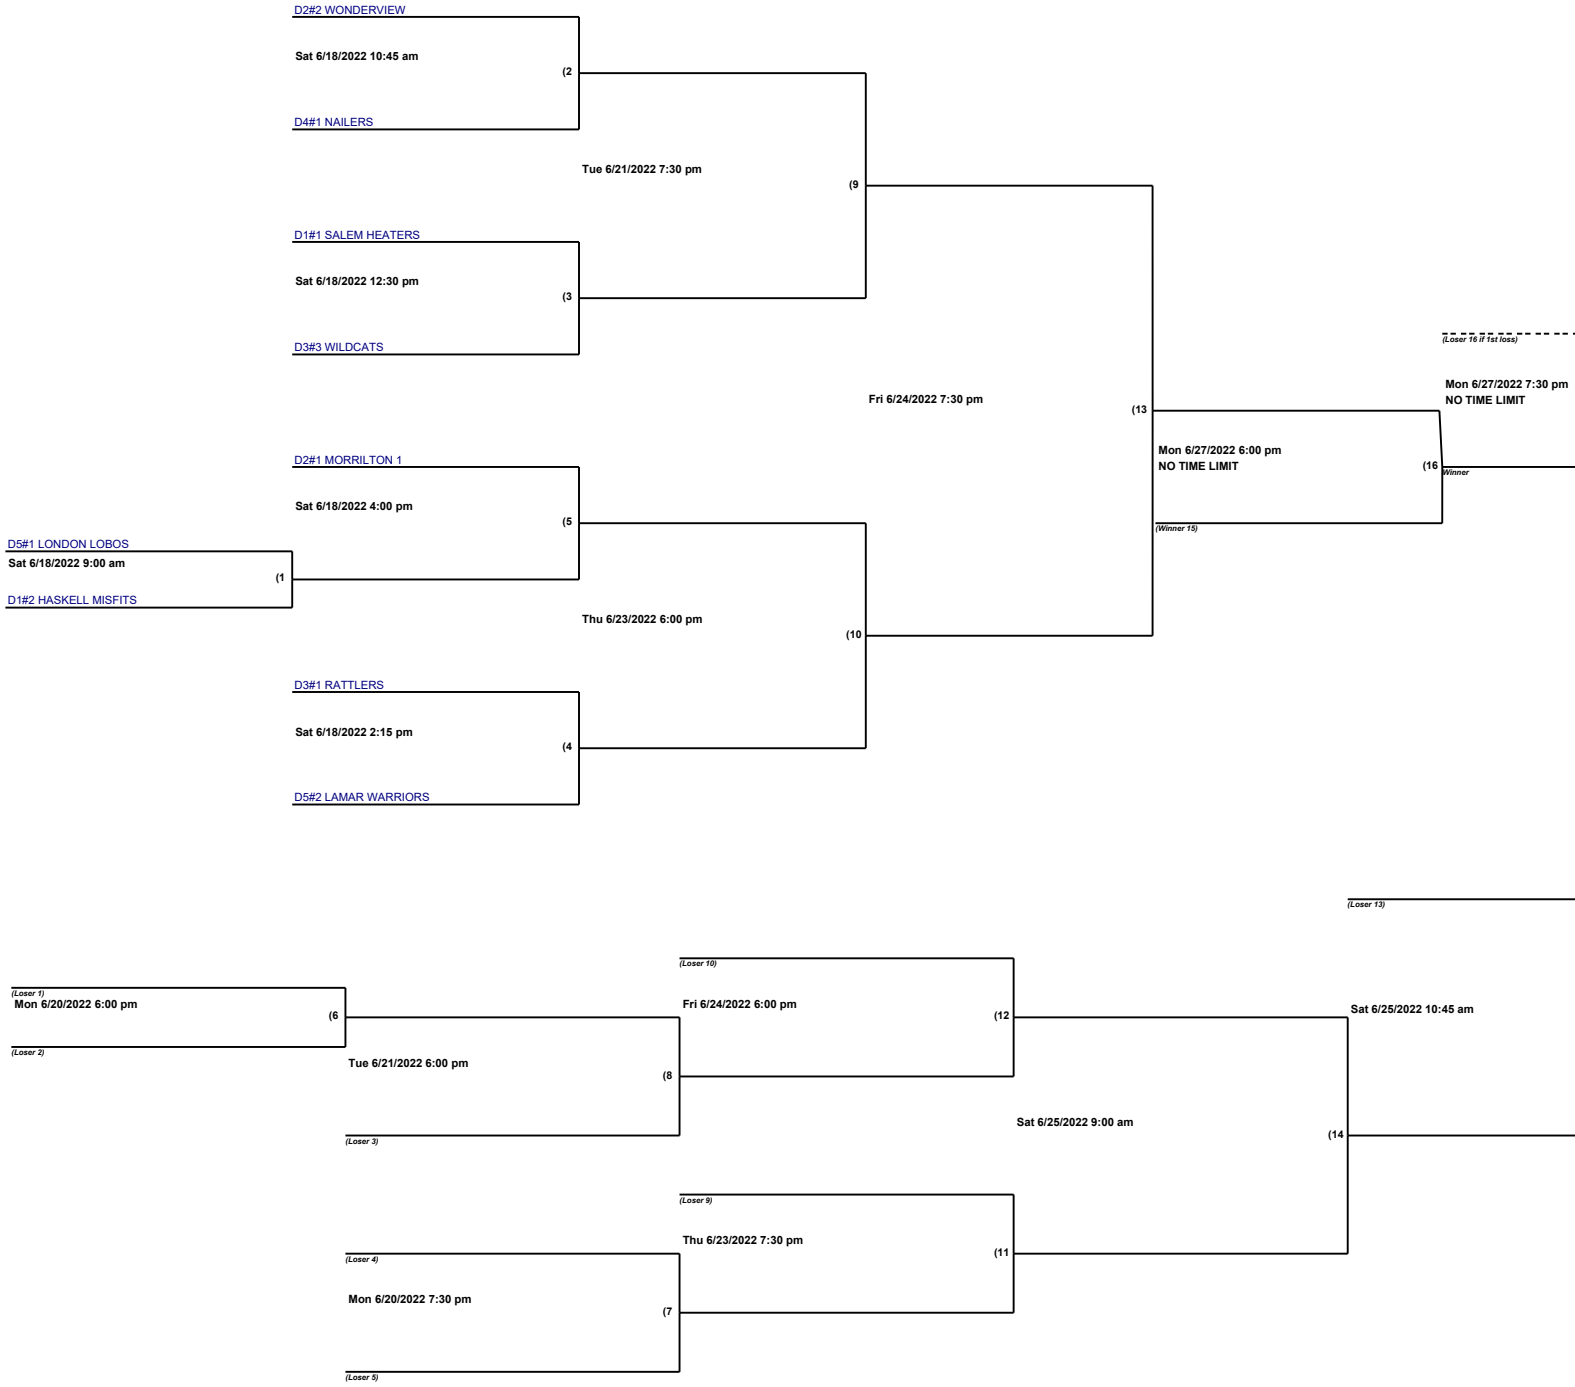 D2#2 WONDERVIEW
Sat 6/18/2022 10:45 am
(2
D4#1 NAILERS
Tue 6/21/2022 7:30 pm
(9
D1#1 SALEM HEATERS
Sat 6/18/2022 12:30 pm
(3
D3#3 WILDCATS
(Loser 16 if 1st loss)
Mon 6/27/2022 7:30 pm
NO TIME LIMIT
Fri 6/24/2022 7:30 pm
(13
Mon 6/27/2022 6:00 pm
NO TIME LIMIT
(16
Winner
D2#1 MORRILTON 1
Sat 6/18/2022 4:00 pm
(5
(Winner 15)
D5#1 LONDON LOBOS
Sat 6/18/2022 9:00 am
(1
D1#2 HASKELL MISFITS
Thu 6/23/2022 6:00 pm
(10
D3#1 RATTLERS
Sat 6/18/2022 2:15 pm
(4
D5#2 LAMAR WARRIORS
(Loser 13)
(Loser 10)
(Loser 1)
Mon 6/20/2022 6:00 pm
(6
Fri 6/24/2022 6:00 pm
(12
Sat 6/25/2022 10:45 am
(Loser 2)
Tue 6/21/2022 6:00 pm
(8
Sat 6/25/2022 9:00 am
(14
(Loser 3)
(Loser 9)
Thu 6/23/2022 7:30 pm
(11
(Loser 4)
Mon 6/20/2022 7:30 pm
(7
(Loser 5)